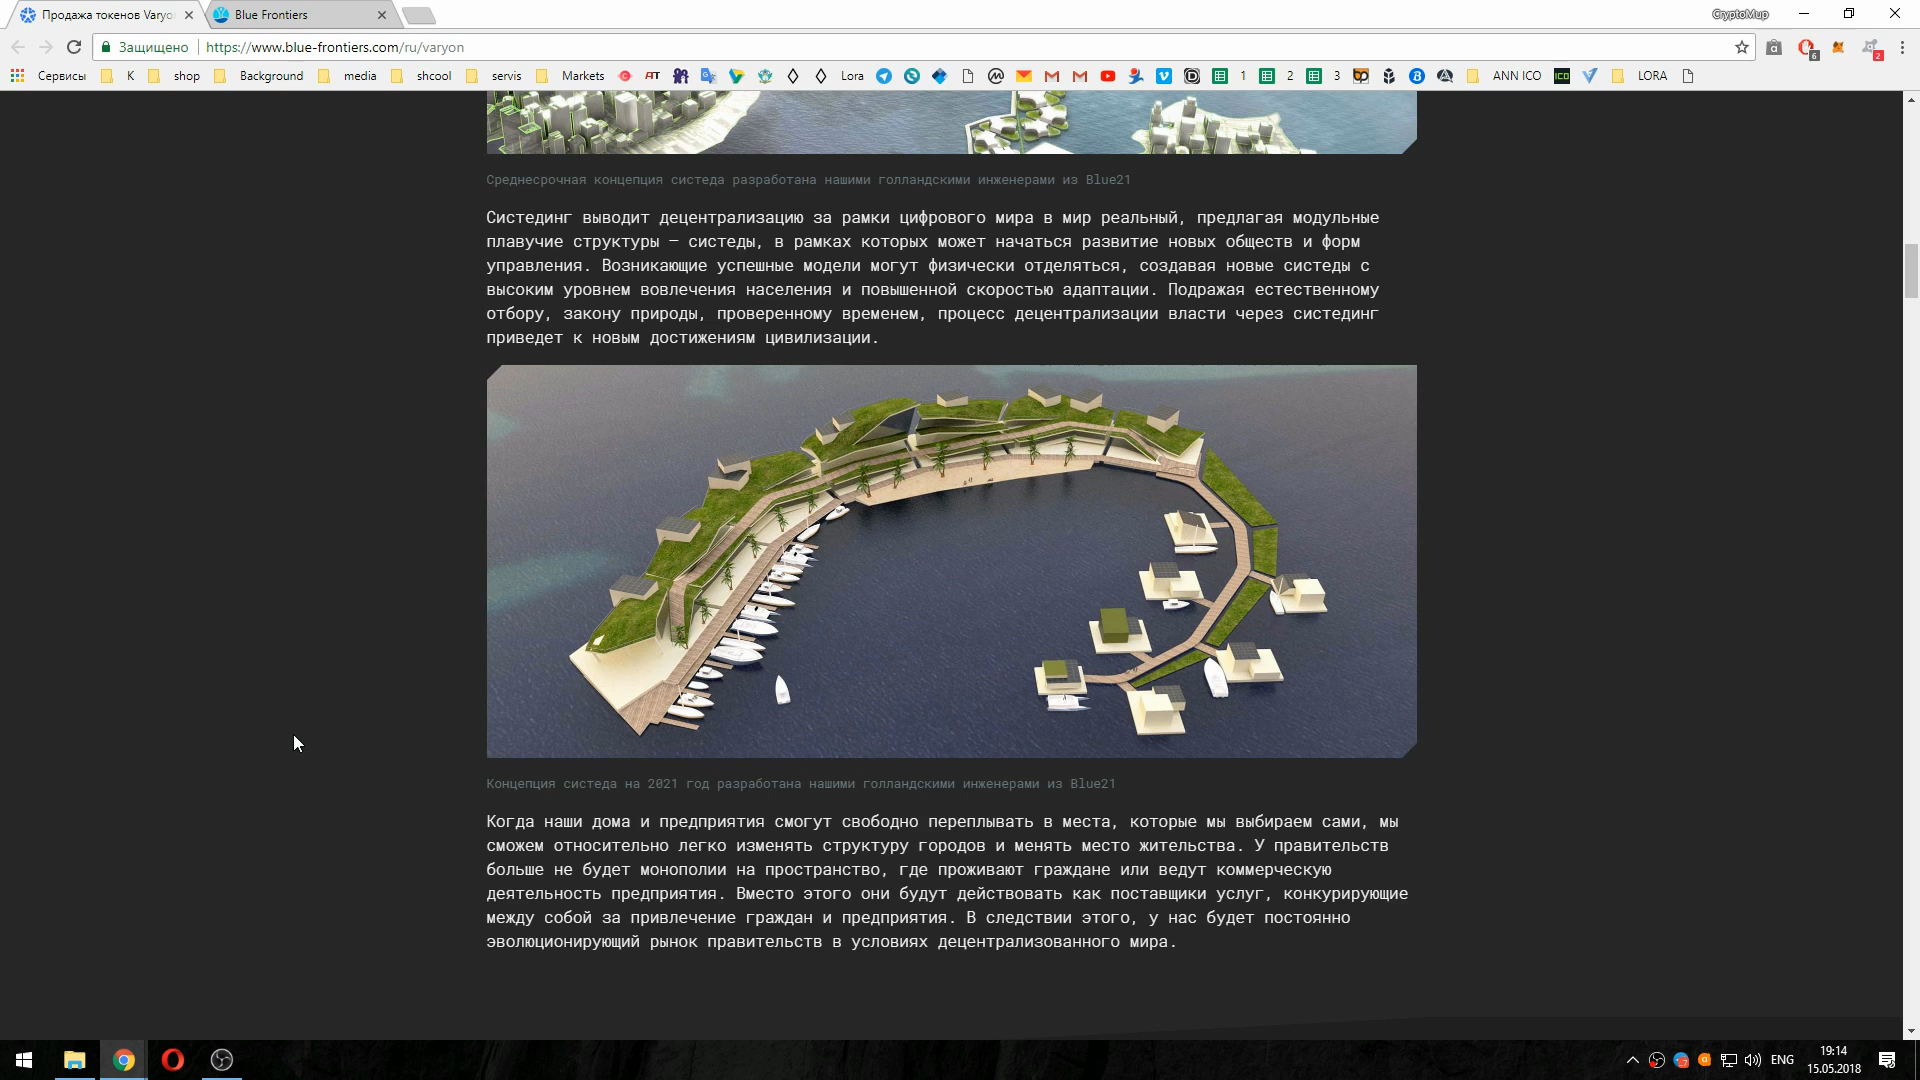 Продажа токенов Varyo
Blue Frontiers
CryptoMup
Защищено
https://www.blue-frontiers.com/ru/varyon
Сервисы K shop Background media shcool servis Markets Lora 1 2 3 ANN ICO LORA
Среднесрочная концепция систеда разработана нашими голландскими инженерами из Blue21
Систединг выводит децентрализацию за рамки цифрового мира в мир реальный, предлагая модульные
плавучие структуры — систеды, в рамках которых может начаться развитие новых обществ и форм
управления. Возникающие успешные модели могут физически отделяться, создавая новые систеды с
высоким уровнем вовлечения населения и повышенной скоростью адаптации. Подражая естественному
отбору, закону природы, проверенному временем, процесс децентрализации власти через систединг
приведет к новым достижениям цивилизации.
Концепция систеда на 2021 год разработана нашими голландскими инженерами из Blue21
Когда наши дома и предприятия смогут свободно переплывать в места, которые мы выбираем сами, мы
сможем относительно легко изменять структуру городов и менять место жительства. У правительств
больше не будет монополии на пространство, где проживают граждане или ведут коммерческую
деятельность предприятия. Вместо этого они будут действовать как поставщики услуг, конкурирующие
между собой за привлечение граждан и предприятия. В следствии этого, у нас будет постоянно
эволюционирующий рынок правительств в условиях децентрализованного мира.
ENG
19:14
15.05.2018